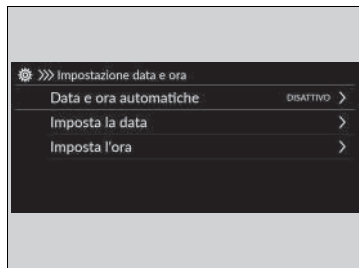 Impostazione data e ora
Data e ora automatiche DISATTIVO
Imposta la data
Imposta l'ora